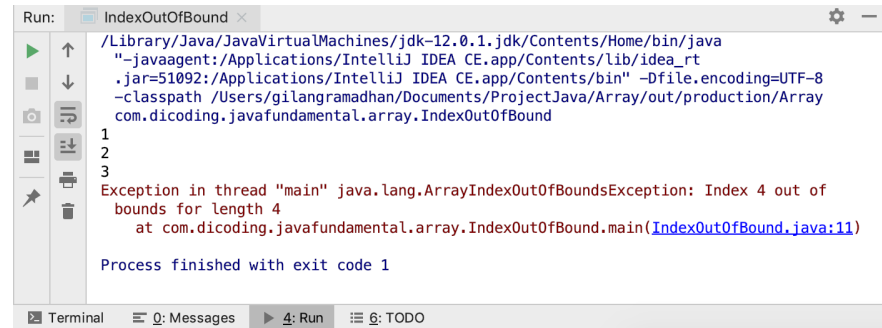 Run: IndexOutOfBound
/Library/Java/JavaVirtualMachines/jdk-12.0.1.jdk/Contents/Home/bin/java
"-javaagent:/Applications/IntelliJ IDEA CE.app/Contents/lib/idea_rt
.jar=51092:/Applications/IntelliJ IDEA CE.app/Contents/bin" -Dfile.encoding=UTF-8
-classpath /Users/gilangramadhan/Documents/ProjectJava/Array/out/production/Array
com.dicoding.javafundamental.array.IndexOutOfBound
1
2
3
Exception in thread "main" java.lang.ArrayIndexOutOfBoundsException: Index 4 out of
bounds for length 4
at com.dicoding.javafundamental.array.IndexOutOfBound.main(IndexOutOfBound.java:11)
Process finished with exit code 1
Terminal 0: Messages 4: Run 6: TODO